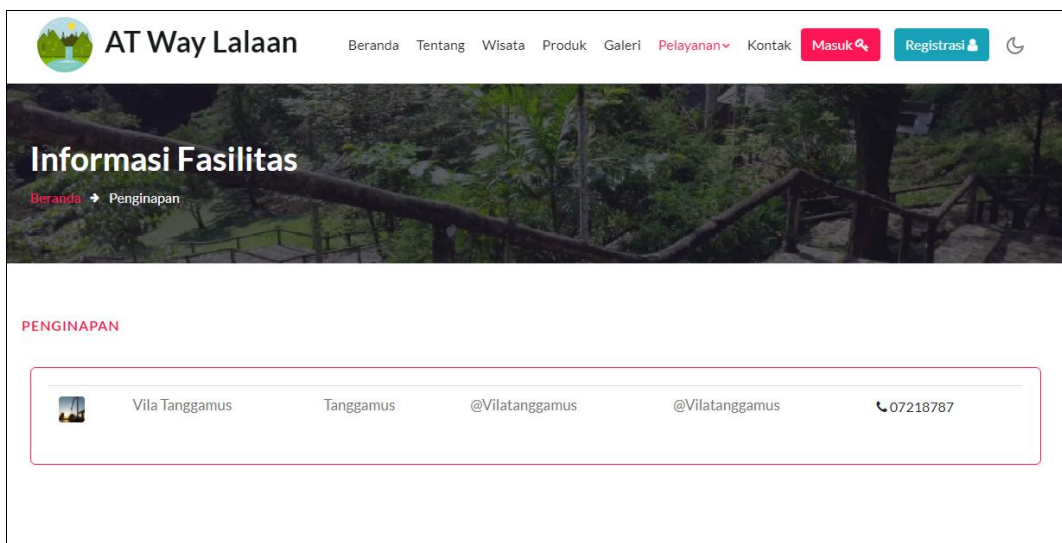 AT Way Lalaan
Beranda Tentang Wisata Produk Galeri Pelayanan Kontak Masuk Registrasi
Informasi Fasilitas
Beranda → Penginapan
PENGINAPAN
Vila Tanggamus Tanggamus @Vilatanggamus @Vilatanggamus 07218787